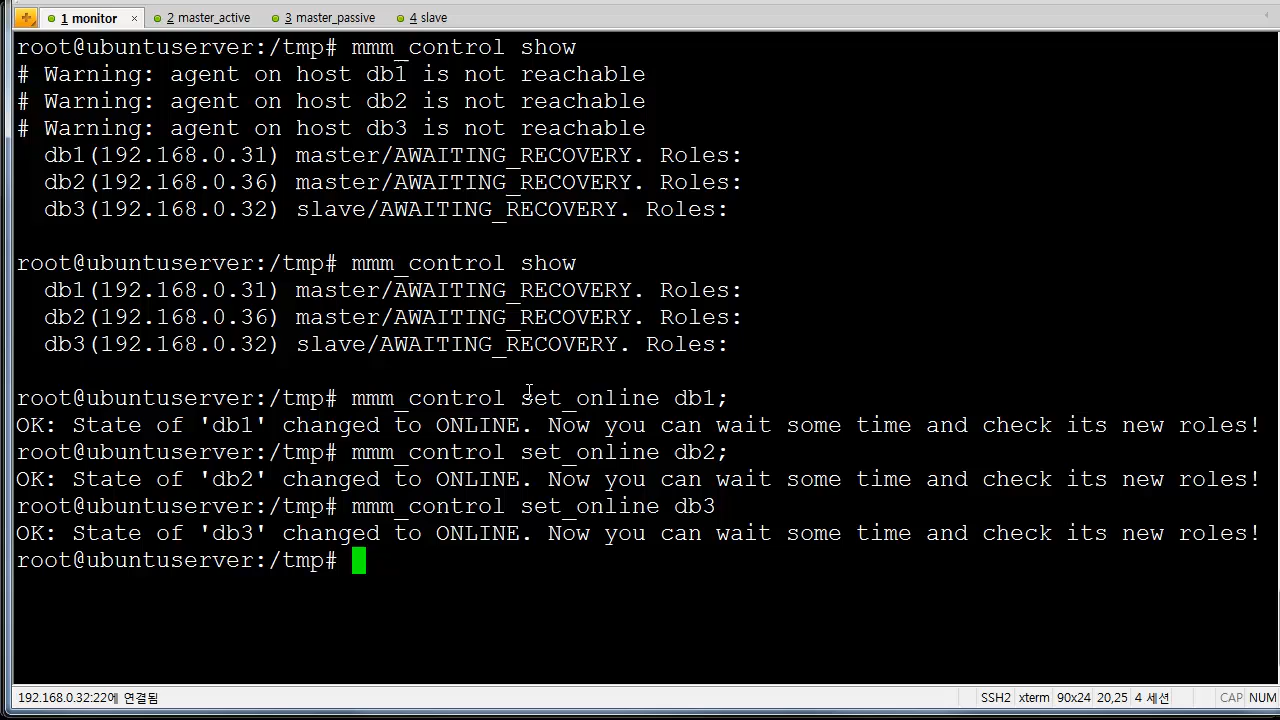 1 monitor × 2 master_active 3 master_passive 4 slave
root@ubuntuserver:/tmp# mmm_control show
# Warning: agent on host db1 is not reachable
# Warning: agent on host db2 is not reachable
# Warning: agent on host db3 is not reachable
db1(192.168.0.31) master/AWAITING_RECOVERY. Roles:
db2(192.168.0.36) master/AWAITING_RECOVERY. Roles:
db3(192.168.0.32) slave/AWAITING_RECOVERY. Roles:
root@ubuntuserver:/tmp# mmm_control show
db1(192.168.0.31) master/AWAITING_RECOVERY. Roles:
db2(192.168.0.36) master/AWAITING_RECOVERY. Roles:
db3(192.168.0.32) slave/AWAITING_RECOVERY. Roles:
root@ubuntuserver:/tmp# mmm_control set_online db1;
OK: State of 'db1' changed to ONLINE. Now you can wait some time and check its new roles!
root@ubuntuserver:/tmp# mmm_control set_online db2;
OK: State of 'db2' changed to ONLINE. Now you can wait some time and check its new roles!
root@ubuntuserver:/tmp# mmm_control set_online db3
OK: State of 'db3' changed to ONLINE. Now you can wait some time and check its new roles!
root@ubuntuserver:/tmp#
192.168.0.32:22에 연결됨 SSH2 xterm 90x24 20,25 4 세션 CAP NUM